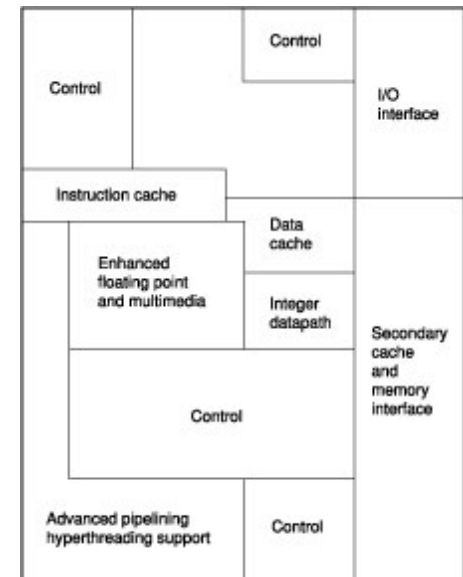 Control
Control
I/O
interface
Instruction cache
Data
cache
Enhanced
floating point
and multimedia
Integer
datapath
Secondary
cache
and
memory
interface
Control
Advanced pipelining
hyperthreading support
Control